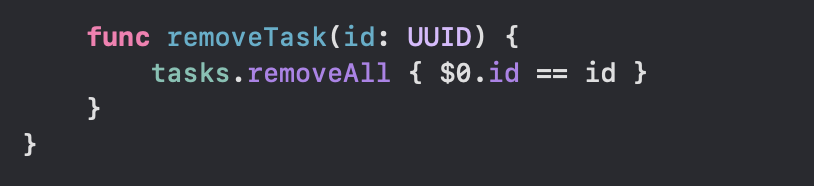 func removeTask(id: UUID) {
tasks.removeAll { $0.id == id }
}
}